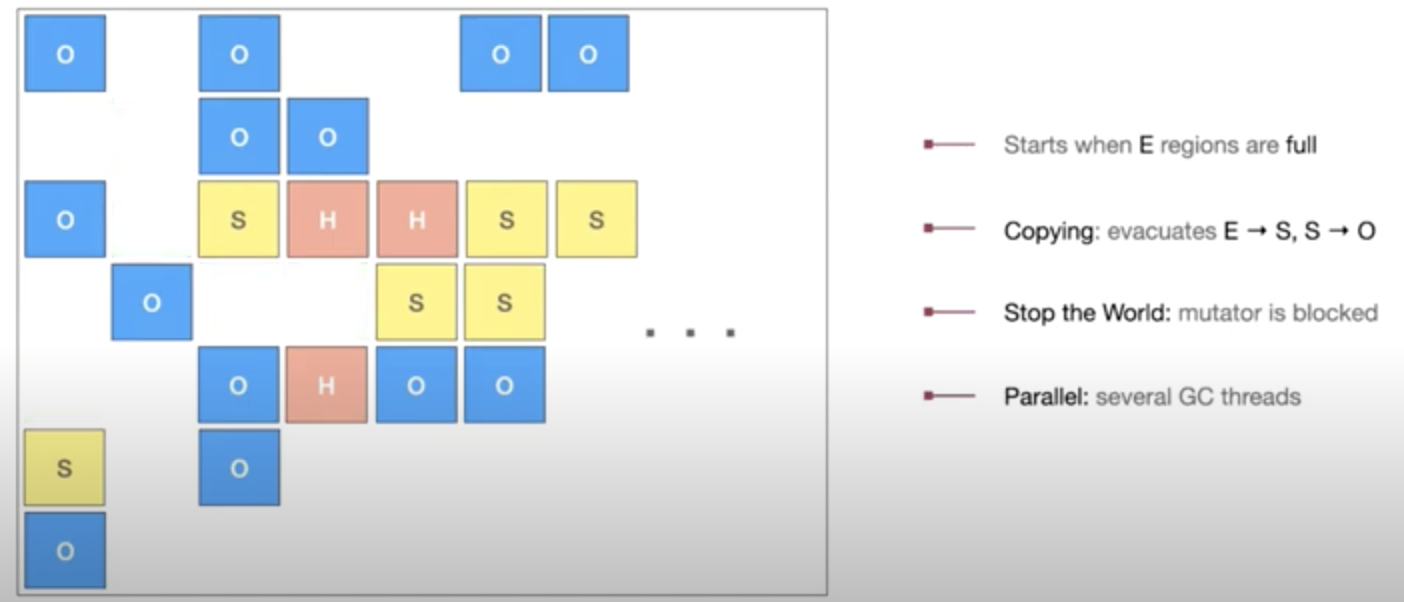 O O O O
O O
O S H H S S
O S S
. . .
O H O O
S O
O
Starts when E regions are full
Copying: evacuates E → S, S → O
Stop the World: mutator is blocked
Parallel: several GC threads